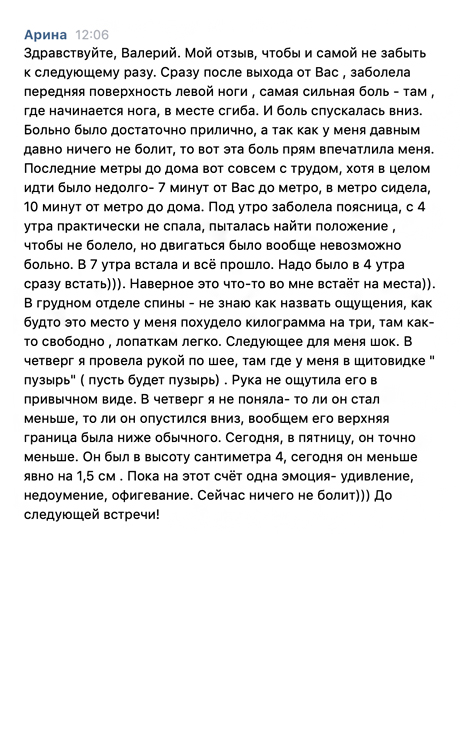 Арина 12:06
Здравствуйте, Валерий. Мой отзыв, чтобы и самой не забыть
к следующему разу. Сразу после выхода от Вас , заболела
передняя поверхность левой ноги , самая сильная боль - там ,
где начинается нога, в месте сгиба. И боль спускалась вниз.
Больно было достаточно прилично, а так как у меня давным
давно ничего не болит, то вот эта боль прям впечатлила меня.
Последние метры до дома вот совсем с трудом, хотя в целом
идти было недолго- 7 минут от Вас до метро, в метро сидела,
10 минут от метро до дома. Под утро заболела поясница, с 4
утра практически не спала, пыталась найти положение ,
чтобы не болело, но двигаться было вообще невозможно
больно. В 7 утра встала и всё прошло. Надо было в 4 утра
сразу встать))). Наверное это что-то во мне встаёт на места)).
В грудном отделе спины - не знаю как назвать ощущения, как
будто это место у меня похудело килограмма на три, там как-
то свободно , лопаткам легко. Следующее для меня шок. В
четверг я провела рукой по шее, там где у меня в щитовидке "
пузырь" ( пусть будет пузырь) . Рука не ощутила его в
привычном виде. В четверг я не поняла- то ли он стал
меньше, то ли он опустился вниз, вообщем его верхняя
граница была ниже обычного. Сегодня, в пятницу, он точно
меньше. Он был в высоту сантиметра 4, сегодня он меньше
явно на 1,5 см . Пока на этот счёт одна эмоция- удивление,
недоумение, офигевание. Сейчас ничего не болит))) До
следующей встречи!